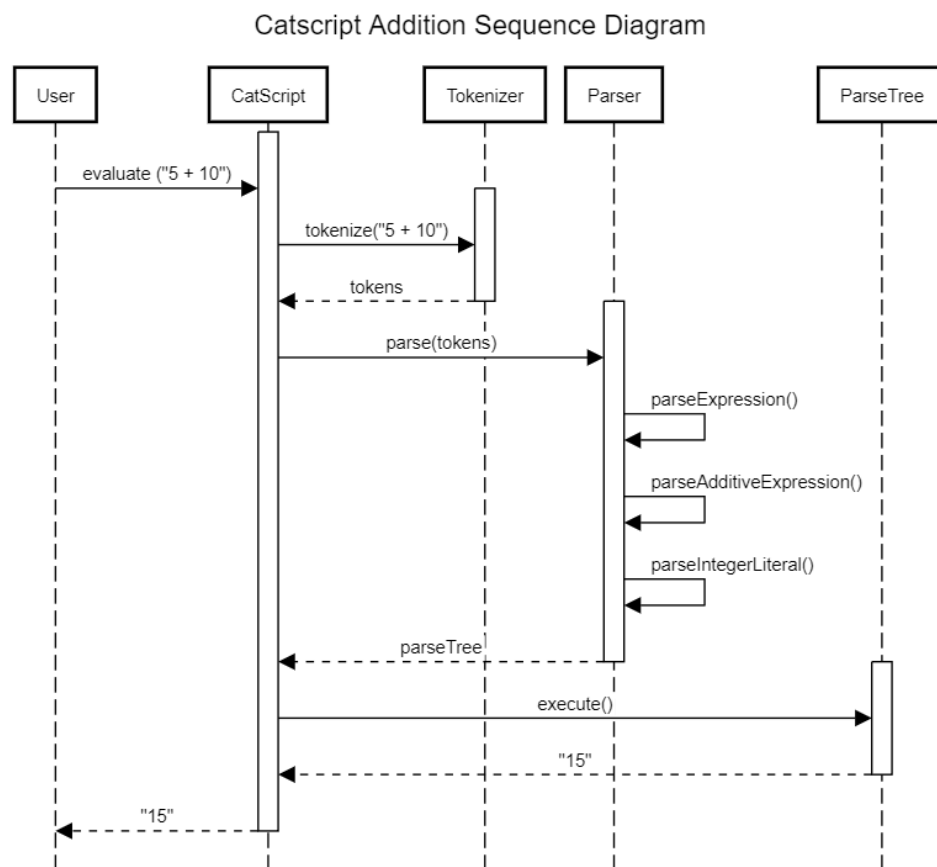 Catscript Addition Sequence Diagram
User
CatScript
Tokenizer
Parser
ParseTree
evaluate ("5 + 10")
tokenize("5 + 10")
tokens
parse(tokens)
parseExpression()
parseAdditiveExpression()
parseIntegerLiteral()
parseTree
execute()
"15"
"15"